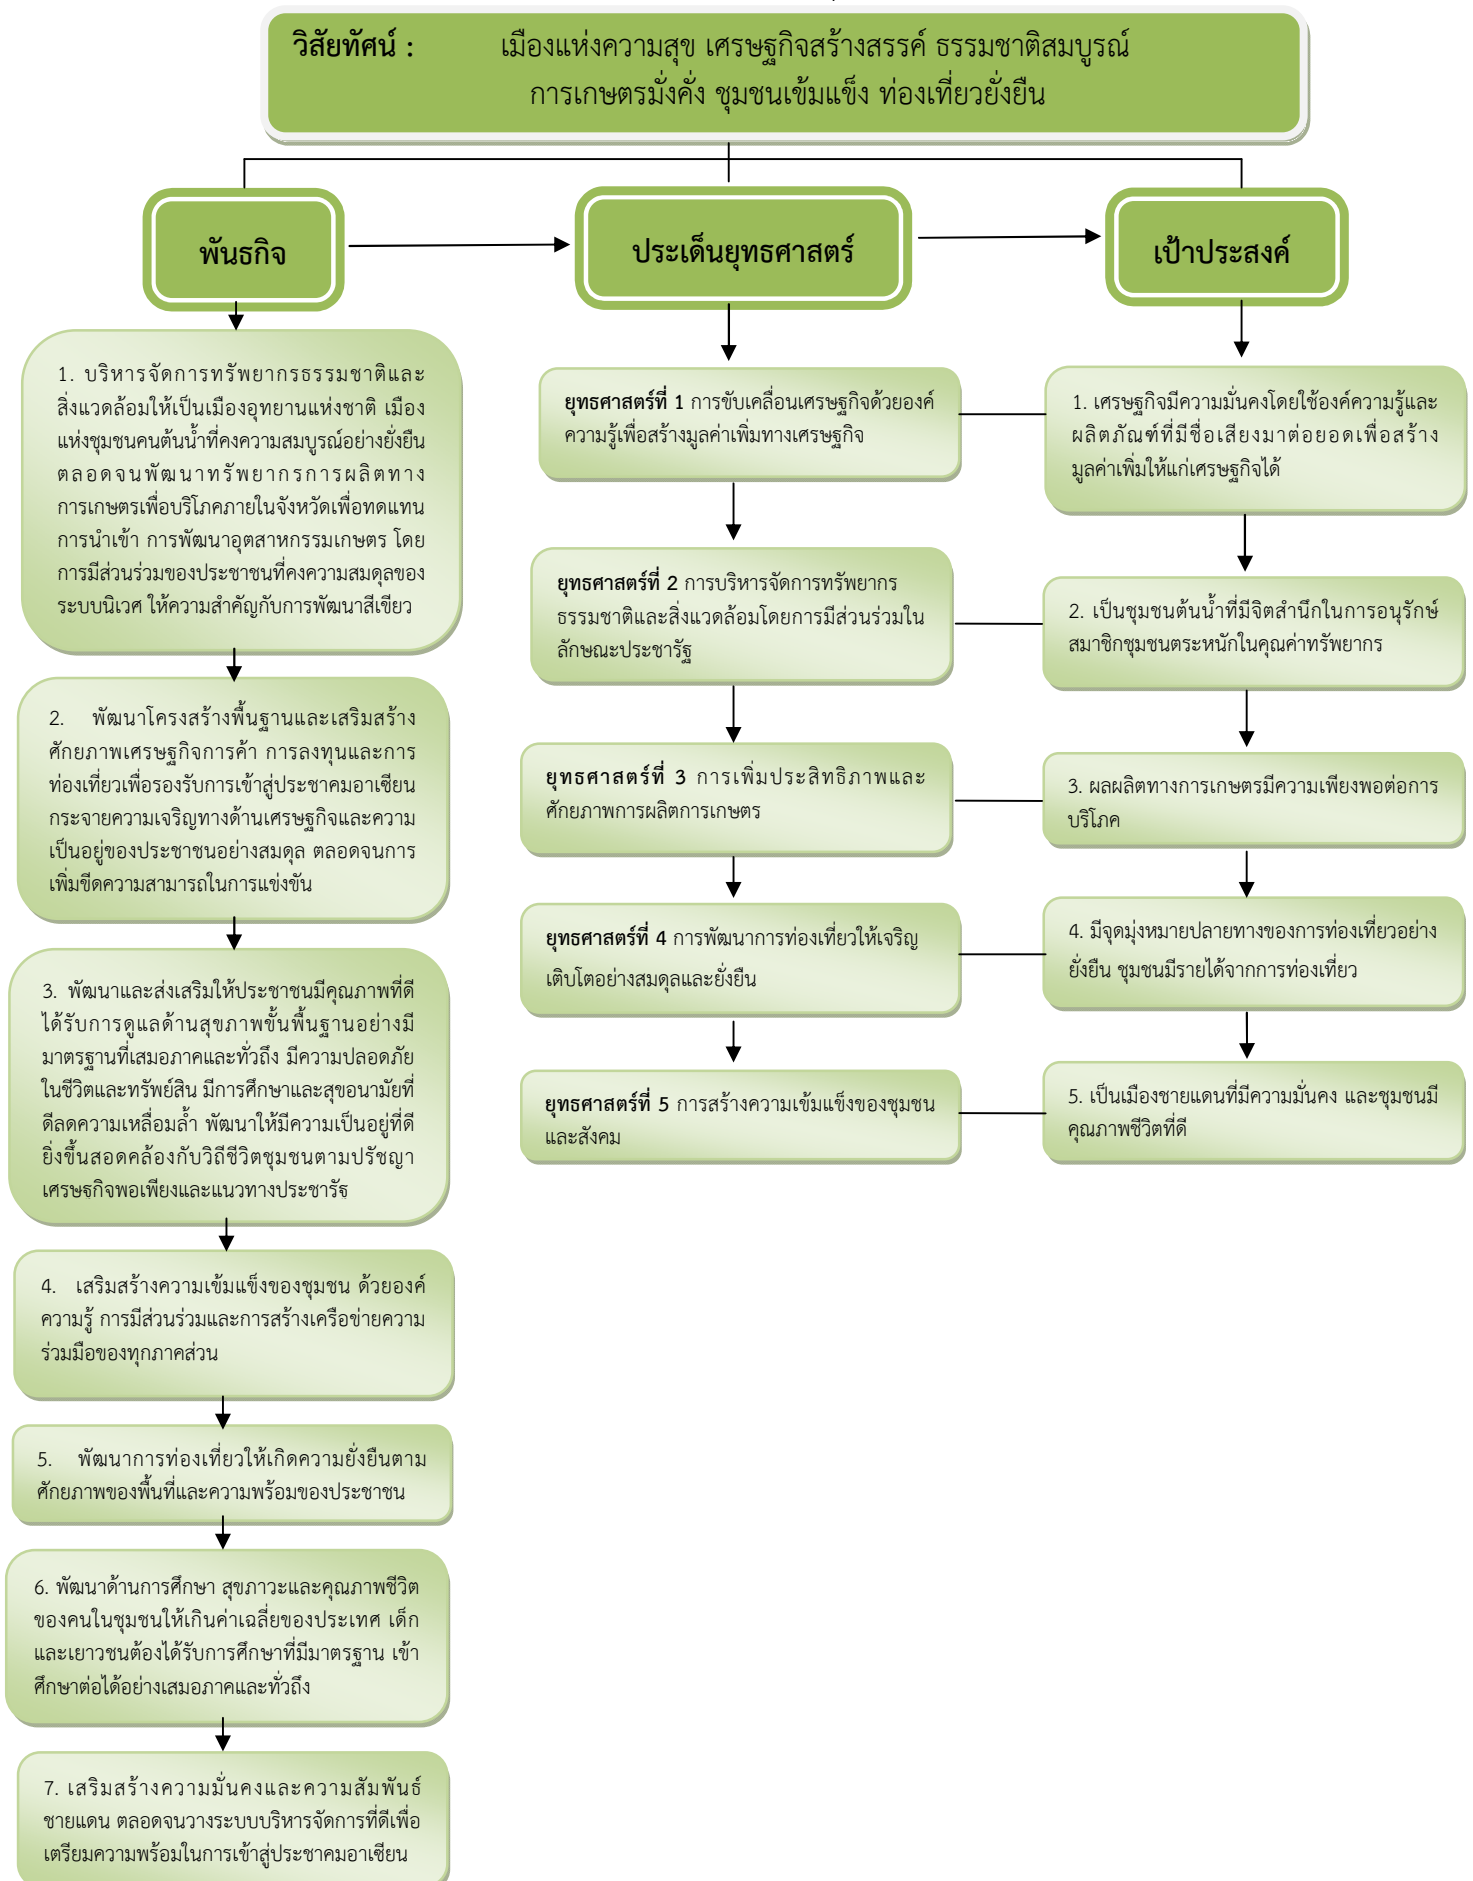 วิสัยทัศน์ : เมืองแห่งความสุข เศรษฐกิจสร้างสรรค์ ธรรมชาติสมบูรณ์
การเกษตรมั่งคั่ง ชุมชนเข้มแข็ง ท่องเที่ยวยั่งยืน
พันธกิจ
ประเด็นยุทธศาสตร์
เป้าประสงค์
1. บริหารจัดการทรัพยากรธรรมชาติและ
สิ่งแวดล้อมให้เป็นเมืองอุทยานแห่งชาติ เมือง
แห่งชุมชนคนต้นน้ำที่คงความสมบูรณ์อย่างยั่งยืน
ตลอดจนพัฒนาทรัพยากรการผลิตทาง
การเกษตรเพื่อบริโภคภายในจังหวัดเพื่อทดแทน
การนำเข้า การพัฒนาอุตสาหกรรมเกษตร โดย
การมีส่วนร่วมของประชาชนที่คงความสมดุลของ
ระบบนิเวศ ให้ความสำคัญกับการพัฒนาสีเขียว
2. พัฒนาโครงสร้างพื้นฐานและเสริมสร้าง
ศักยภาพเศรษฐกิจการค้า การลงทุนและการ
ท่องเที่ยวเพื่อรองรับการเข้าสู่ประชาคมอาเซียน
กระจายความเจริญทางด้านเศรษฐกิจและความ
เป็นอยู่ของประชาชนอย่างสมดุล ตลอดจนการ
เพิ่มขีดความสามารถในการแข่งขัน
3. พัฒนาและส่งเสริมให้ประชาชนมีคุณภาพที่ดี
ได้รับการดูแลด้านสุขภาพขั้นพื้นฐานอย่างมี
มาตรฐานที่เสมอภาคและทั่วถึง มีความปลอดภัย
ในชีวิตและทรัพย์สิน มีการศึกษาและสุขอนามัยที่
ดีลดความเหลื่อมล้ำ พัฒนาให้มีความเป็นอยู่ที่ดี
ยิ่งขึ้นสอดคล้องกับวิถีชีวิตชุมชนตามปรัชญา
เศรษฐกิจพอเพียงและแนวทางประชารัฐ
4. เสริมสร้างความเข้มแข็งของชุมชน ด้วยองค์
ความรู้ การมีส่วนร่วมและการสร้างเครือข่ายความ
ร่วมมือของทุกภาคส่วน
5. พัฒนาการท่องเที่ยวให้เกิดความยั่งยืนตาม
ศักยภาพของพื้นที่และความพร้อมของประชาชน
6. พัฒนาด้านการศึกษา สุขภาวะและคุณภาพชีวิต
ของคนในชุมชนให้เกินค่าเฉลี่ยของประเทศ เด็ก
และเยาวชนต้องได้รับการศึกษาที่มีมาตรฐาน เข้า
ศึกษาต่อได้อย่างเสมอภาคและทั่วถึง
7. เสริมสร้างความมั่นคงและความสัมพันธ์
ชายแดน ตลอดจนวางระบบบริหารจัดการที่ดีเพื่อ
เตรียมความพร้อมในการเข้าสู่ประชาคมอาเซียน
ยุทธศาสตร์ที่ 1 การขับเคลื่อนเศรษฐกิจด้วยองค์
ความรู้เพื่อสร้างมูลค่าเพิ่มทางเศรษฐกิจ
ยุทธศาสตร์ที่ 2 การบริหารจัดการทรัพยากร
ธรรมชาติและสิ่งแวดล้อมโดยการมีส่วนร่วมใน
ลักษณะประชารัฐ
ยุทธศาสตร์ที่ 3 การเพิ่มประสิทธิภาพและ
ศักยภาพการผลิตการเกษตร
ยุทธศาสตร์ที่ 4 การพัฒนาการท่องเที่ยวให้เจริญ
เติบโตอย่างสมดุลและยั่งยืน
ยุทธศาสตร์ที่ 5 การสร้างความเข้มแข็งของชุมชน
และสังคม
1. เศรษฐกิจมีความมั่นคงโดยใช้องค์ความรู้และ
ผลิตภัณฑ์ที่มีชื่อเสียงมาต่อยอดเพื่อสร้าง
มูลค่าเพิ่มให้แก่เศรษฐกิจได้
2. เป็นชุมชนต้นน้ำที่มีจิตสำนึกในการอนุรักษ์
สมาชิกชุมชนตระหนักในคุณค่าทรัพยากร
3. ผลผลิตทางการเกษตรมีความเพียงพอต่อการ
บริโภค
4. มีจุดมุ่งหมายปลายทางของการท่องเที่ยวอย่าง
ยั่งยืน ชุมชนมีรายได้จากการท่องเที่ยว
5. เป็นเมืองชายแดนที่มีความมั่นคง และชุมชนมี
คุณภาพชีวิตที่ดี